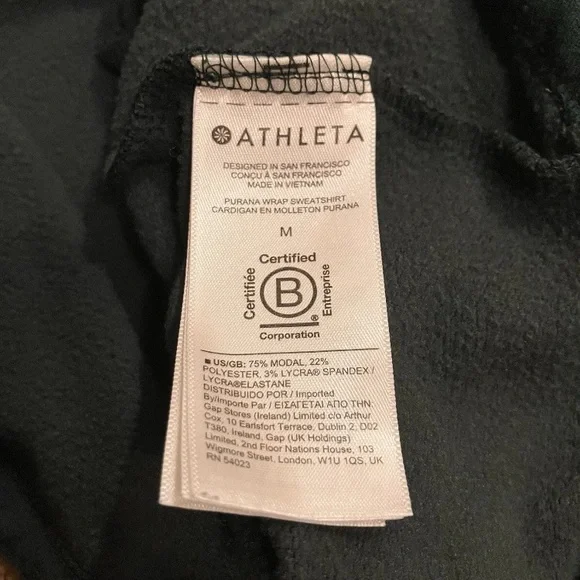 ATHLETA
DESIGNED IN SAN FRANCISCO
CONÇU À SAN FRANCISCO
MADE IN VIETNAM
PURANA WRAP SWEATSHIRT
CARDIGAN EN MOLLETON PURANA
M
Certified
Certifiée
B
Entreprise
®
Corporation
■ US/GB: 75% MODAL, 22%
POLYESTER, 3% LYCRA® SPANDEX /
LYCRA®ELASTANE
DISTRIBUIDO POR / Imported
By/Importe Par / ΕΙΣΑΓΕΤΑΙ ΑΠΟ ΤΗΝ:
Gap Stores (Ireland) Limited c/o Arthur
Cox, 10 Earlsfort Terrace, Dublin 2, D02
T380, Ireland, Gap (UK Holdings)
Limited, 2nd Floor Nations House, 103
Wigmore Street, London, W1U 1QS, UK
RN 54023